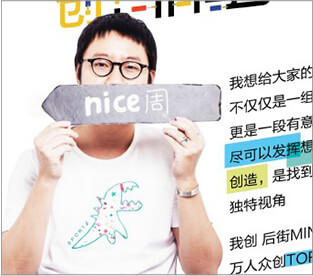 创
nice周
SPORTS
我想给大家的
不仅仅是一组
更是一段有意
尽可以发挥想
创造，是找到
独特视角
我创 后街MIN
万人众创TOP